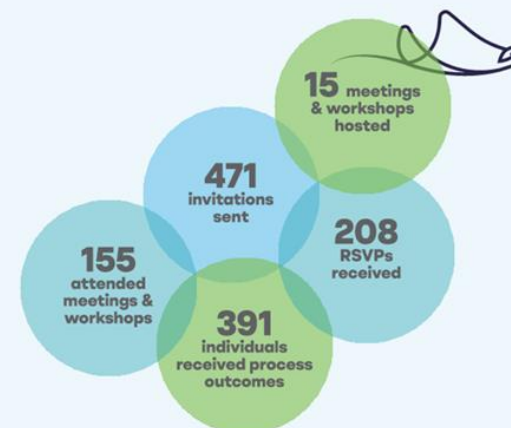 15 meetings
& workshops
hosted
471
invitations
sent
208
RSVPs
received
155
attended
meetings &
workshops
391
individuals
received process
outcomes